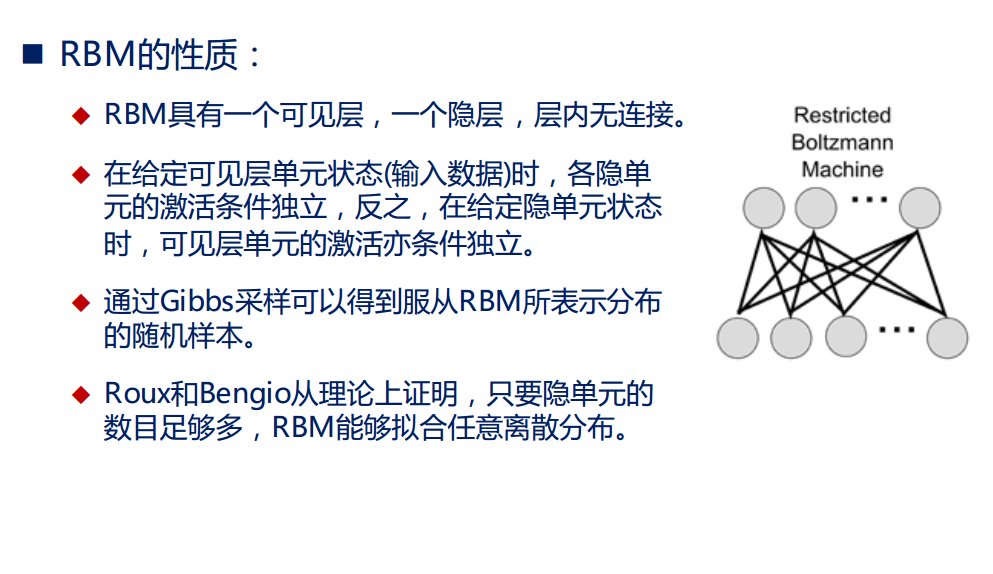 RBM的性质：
RBM具有一个可见层，一个隐层，层内无连接。
在给定可见层单元状态(输入数据)时，各隐单
元的激活条件独立，反之，在给定隐单元状态
时，可见层单元的激活亦条件独立。
通过Gibbs采样可以得到服从RBM所表示分布
的随机样本。
Roux和Bengio从理论上证明，只要隐单元的
数目足够多，RBM能够拟合任意离散分布。
Restricted
Boltzmann
Machine